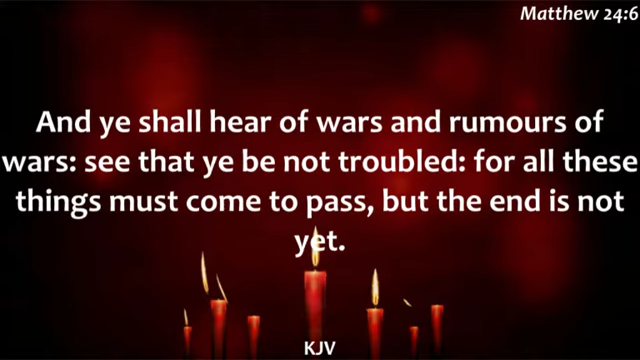 Matthew 24:6
And ye shall hear of wars and rumours of
wars: see that ye be not troubled: for all these
things must come to pass, but the end is not
yet.
KJV